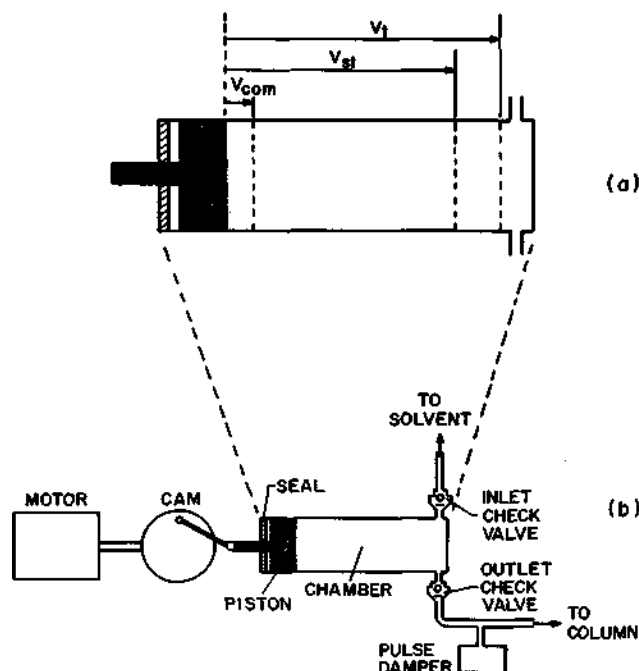 Vt
Vst
Vcom
(a)
TO
SOLVENT
MOTOR
CAM
SEAL
INLET
CHECK
VALVE
(b)
PISTON
CHAMBER
OUTLET
CHECK
VALVE
TO
COLUMN
PULSE
DAMPER